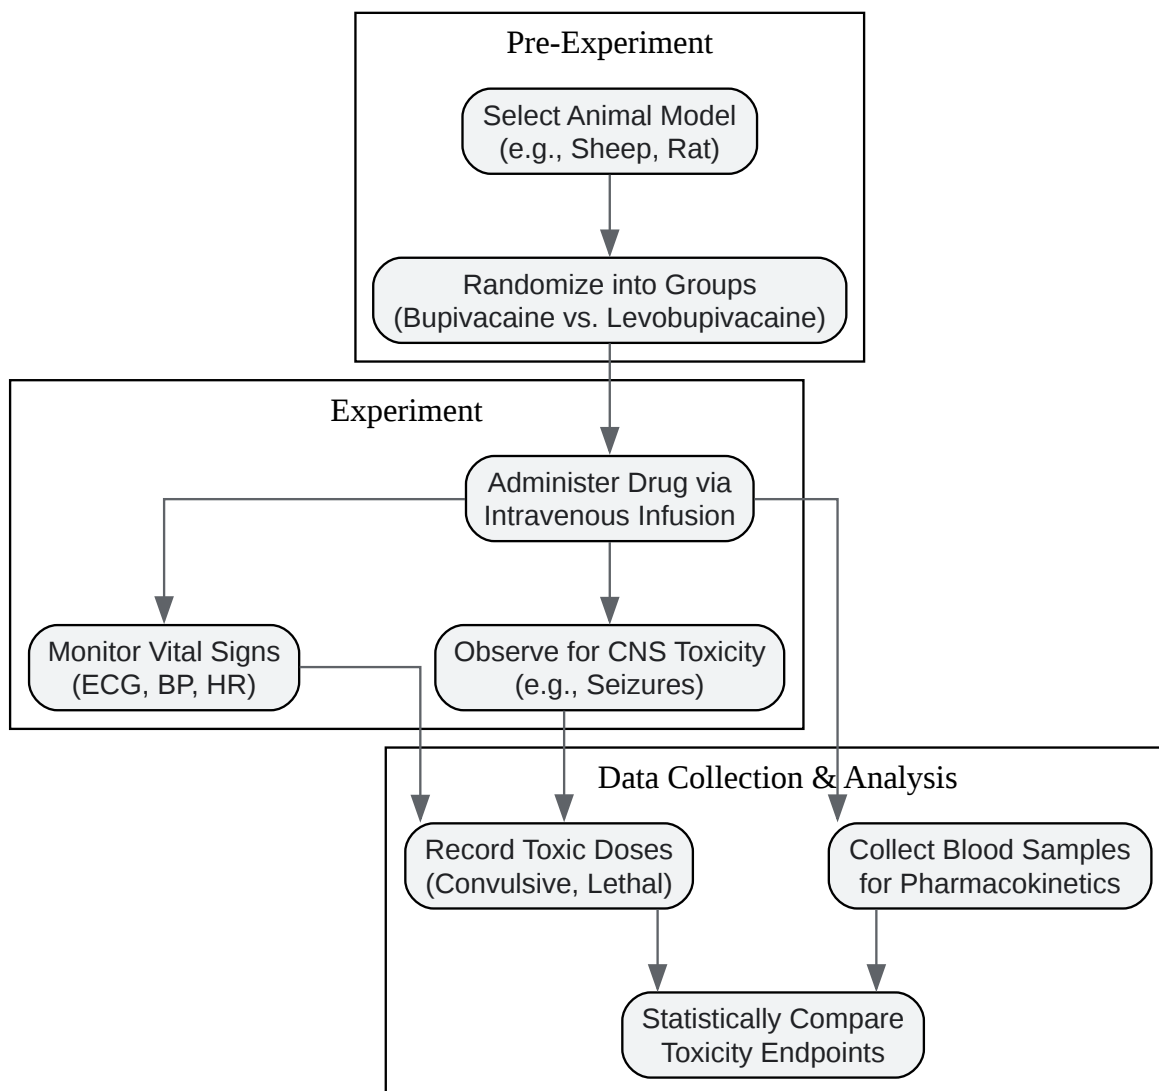 Pre-Experiment
Select Animal Model
(e.g., Sheep, Rat)
Randomize into Groups
(Bupivacaine vs. Levobupivacaine)
Experiment
Administer Drug via
Intravenous Infusion
Monitor Vital Signs
(ECG, BP, HR)
Observe for CNS Toxicity
(e.g., Seizures)
Data Collection & Analysis
Record Toxic Doses
(Convulsive, Lethal)
Collect Blood Samples
for Pharmacokinetics
Statistically Compare
Toxicity Endpoints